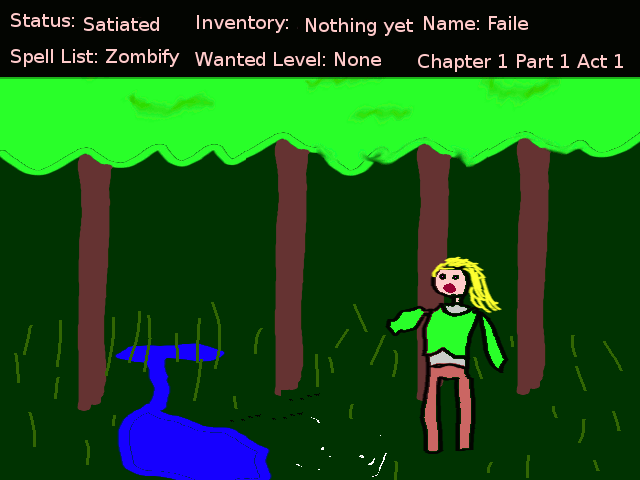 Status: Satiated Inventory: Nothing yet Name: Faile
Spell List: Zombify Wanted Level: None Chapter 1 Part 1 Act 1